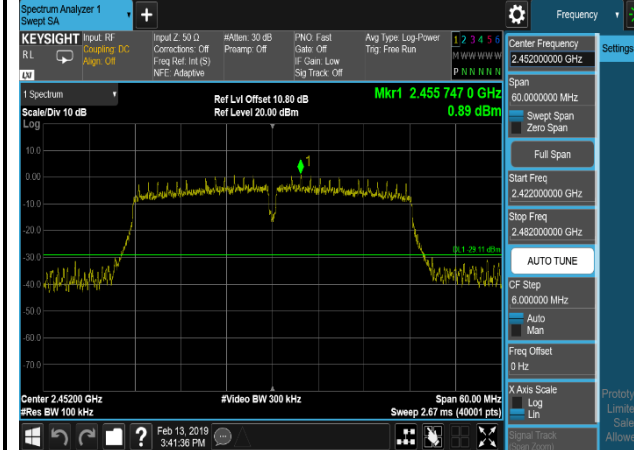 Spectrum Analyzer 1
Swept SA
Frequency
KEYSIGHT
RL
Input: RF
Coupling: DC
Align: Off
Input Z: 50 Ω
Corrections: Off
Freq Ref: Int (S)
NFE: Adaptive
#Atten: 30 dB
Preamp: Off
PNO: Fast
Gate: Off
IF Gain: Low
Sig Track: Off
Avg Type: Log-Power
Trig: Free Run
1 2 3 4 5 6
M W W W W W
P N N N N N
1 Spectrum
Scale/Div 10 dB
Log
Ref Lvl Offset 10.80 dB
Ref Level 20.00 dBm
Mkr1 2.455 747 0 GHz
0.89 dBm
1
10.0
0.00
-10.0
-20.0
-30.0
-40.0
-50.0
-60.0
-70.0
DL1 -29.11 dBm
Center 2.45200 GHz
#Res BW 100 kHz
#Video BW 300 kHz
Span 60.00 MHz
Sweep 2.67 ms (40001 pts)
Feb 13, 2019
3:41:36 PM
?
Settings
Center Frequency
2.452000000 GHz
Span
60.0000000 MHz
Swept Span
Zero Span
Full Span
Start Freq
2.422000000 GHz
Stop Freq
2.482000000 GHz
AUTO TUNE
CF Step
6.000000 MHz
Auto
Man
Freq Offset
0 Hz
X Axis Scale
Log
Lin
Signal Track
(Span Zoom)